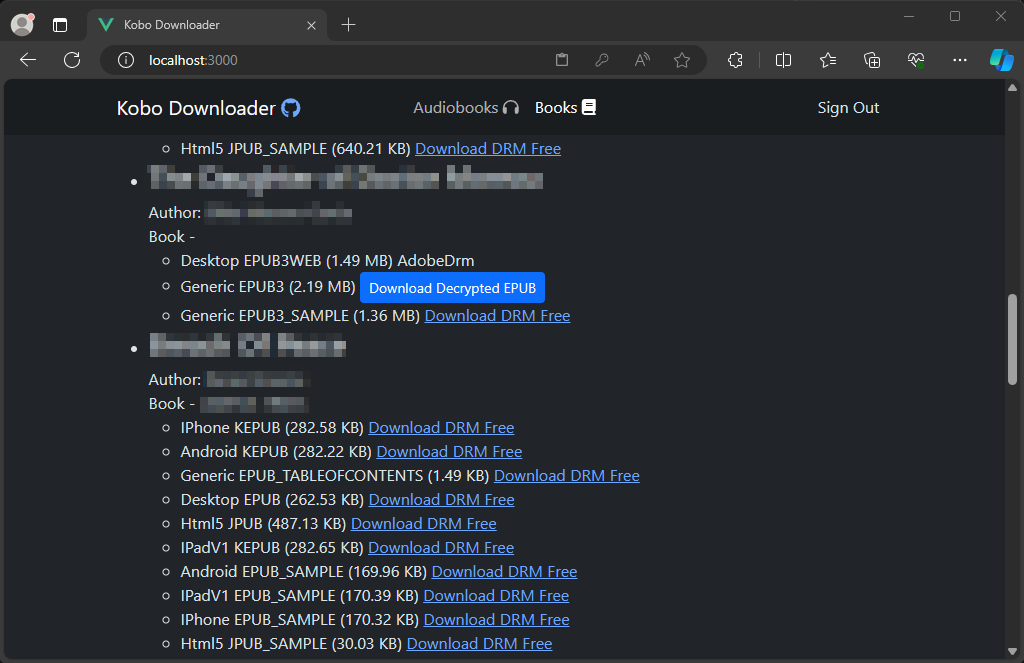 Kobo Downloader
localhost:3000
Kobo Downloader Audiobooks Books Sign Out
Html5 JPUB_SAMPLE (640.21 KB) Download DRM Free
Author:
Book -
Desktop EPUB3WEB (1.49 MB) AdobeDrm
Generic EPUB3 (2.19 MB) Download Decrypted EPUB
Generic EPUB3_SAMPLE (1.36 MB) Download DRM Free
Author:
Book -
IPhone KEPUB (282.58 KB) Download DRM Free
Android KEPUB (282.22 KB) Download DRM Free
Generic EPUB_TABLEOFCONTENTS (1.49 KB) Download DRM Free
Desktop EPUB (262.53 KB) Download DRM Free
Html5 JPUB (487.13 KB) Download DRM Free
IPadV1 KEPUB (282.65 KB) Download DRM Free
Android EPUB_SAMPLE (169.96 KB) Download DRM Free
IPadV1 EPUB_SAMPLE (170.39 KB) Download DRM Free
IPhone EPUB_SAMPLE (170.32 KB) Download DRM Free
Html5 JPUB_SAMPLE (30.03 KB) Download DRM Free